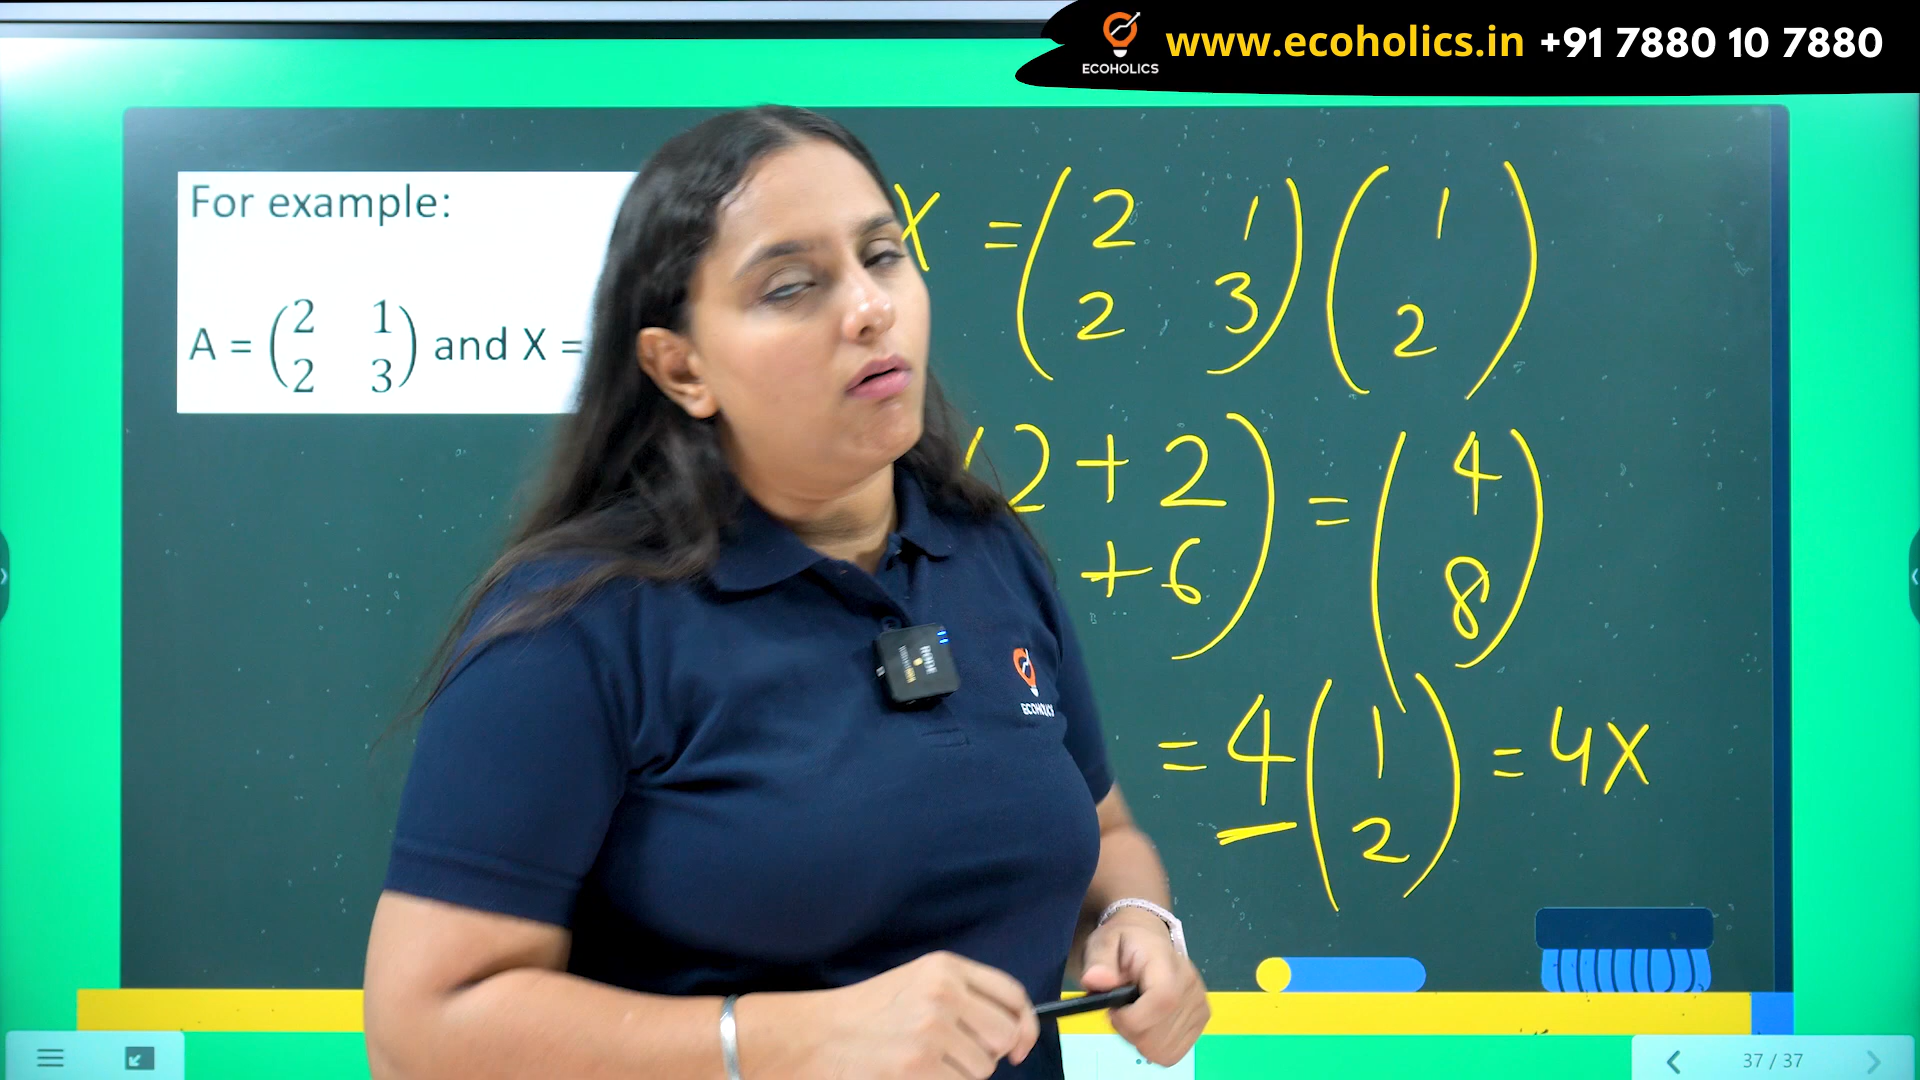 ECOHOLICS
www.ecoholics.in +91 7880 10 7880
For example:
A = (2 1
2 3) and X =
X = (2 1
2 3) (1
2)
(2 + 2
+ 6) = (4
8)
= 4 (1
2) = 4X
RODE
ECOHOLICS
37 / 37